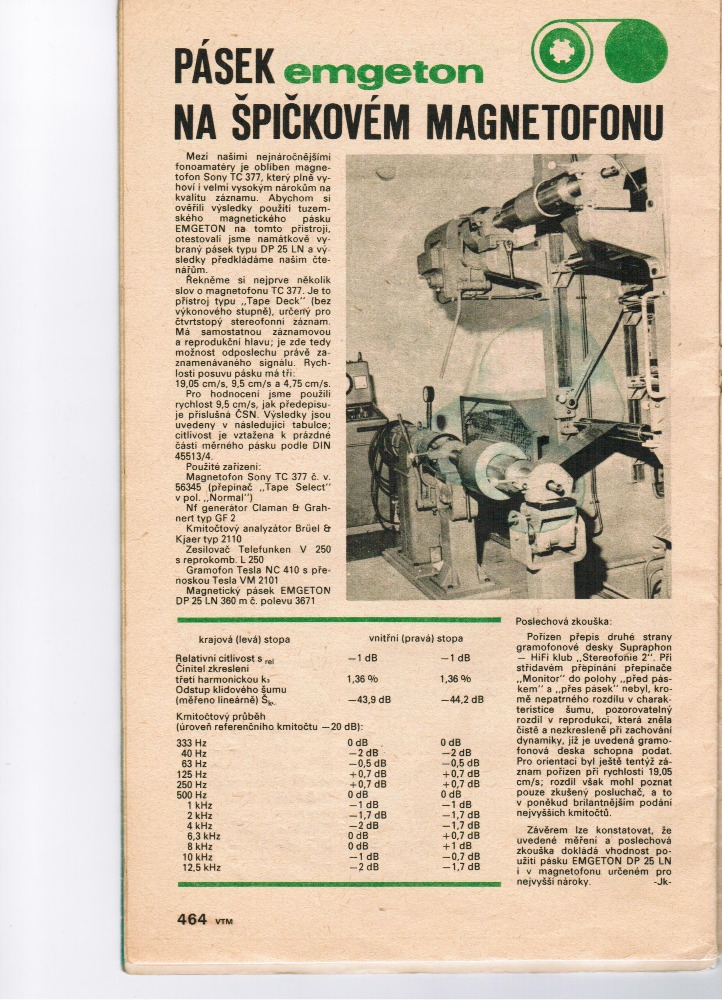 PÁSEK emgeton
NA ŠPIČKOVÉM MAGNETOFONU
Mezi našimi nejnáročnějšími
fonoamatéry je oblíben magne-
tofon Sony TC 377, který plně vy-
hoví i velmi vysokým nárokům na
kvalitu záznamu. Abychom si
ověřili výsledky použití tuzem-
ského magnetického pásku
EMGETON na tomto přístroji,
otestovali jsme namátkově vy-
braný pásek typu DP 25 LN a vý-
sledky předkládáme našim čte-
nářům.
Řekněme si nejprve několik
slov o magnetofonu TC 377. Je to
přístroj typu „Tape Deck" (bez
výkonového stupně), určený pro
čtvrtstopý stereofonní záznam.
Má samostatnou záznamovou
a reprodukční hlavu; je zde tedy
možnost odposlechu právě za-
znamenávaného signálu. Rych-
losti posuvu pásku má tři:
19,05 cm/s, 9,5 cm/s a 4,75 cm/s.
Pro hodnocení jsme použili
rychlost 9,5 cm/s, jak předepisu-
je příslušná ČSN. Výsledky jsou
uvedeny v následující tabulce;
citlivost je vztažena k prázdné
části měrného pásku podle DIN
45513/4.
Použité zařízení:
Magnetofon Sony TC 377 č. v.
56345 (přepínač „Tape Select"
v pol. „Normal")
Nf generátor Claman & Grah-
nert typ GF 2
Kmitočtový analyzátor Brüel &
Kjaer typ 2110
Zesilovač Telefunken V 250
s reprokomb. L 250
Gramofon Tesla NC 410 s pře-
noskou Tesla VM 2101
Magnetický pásek EMGETON
DP 25 LN 360 m č. polevu 3671
krajová (levá) stopa vnitřní (pravá) stopa
Relativní citlivost s rel −1 dB −1 dB
Činitel zkreslení
třetí harmonickou k₃ 1,36 % 1,36 %
Odstup klidového šumu
(měřeno lineárně) −43,9 dB −44,2 dB
Kmitočtový průběh
(úroveň referenčního kmitočtu −20 dB):
333 Hz 0 dB 0 dB
40 Hz −2 dB −2 dB
63 Hz −0,5 dB −0,5 dB
125 Hz +0,7 dB +0,7 dB
250 Hz +0,7 dB +0,7 dB
500 Hz 0 dB 0 dB
1 kHz −1 dB −1 dB
2 kHz −1,7 dB −1,7 dB
4 kHz −2 dB −1,7 dB
6,3 kHz 0 dB +0,7 dB
8 kHz 0 dB +1 dB
10 kHz −1 dB −0,7 dB
12,5 kHz −2 dB −1,7 dB
Poslechová zkouška:
Pořízen přepis druhé strany
gramofonové desky Supraphon
— HiFi klub „Stereofonie 2". Při
střídavém přepínání přepínače
„Monitor" do polohy „před pás-
kem" a „přes pásek" nebyl, kro-
mě nepatrného rozdílu v charak-
teristice šumu, pozorovatelný
rozdíl v reprodukci, která zněla
čistě a nezkresleně při zachování
dynamiky, jíž je uvedená gramo-
fonová deska schopna podat.
Pro orientaci byl ještě tentýž zá-
znam pořízen při rychlosti 19,05
cm/s; rozdíl však mohl poznat
pouze zkušený posluchač, a to
v poněkud brilantnějším podání
nejvyšších kmitočtů.
Závěrem lze konstatovat, že
uvedené měření a poslechová
zkouška dokládá vhodnost po-
užití pásku EMGETON DP 25 LN
i v magnetofonu určeném pro
nejvyšší nároky. -Jk-
464 VTM